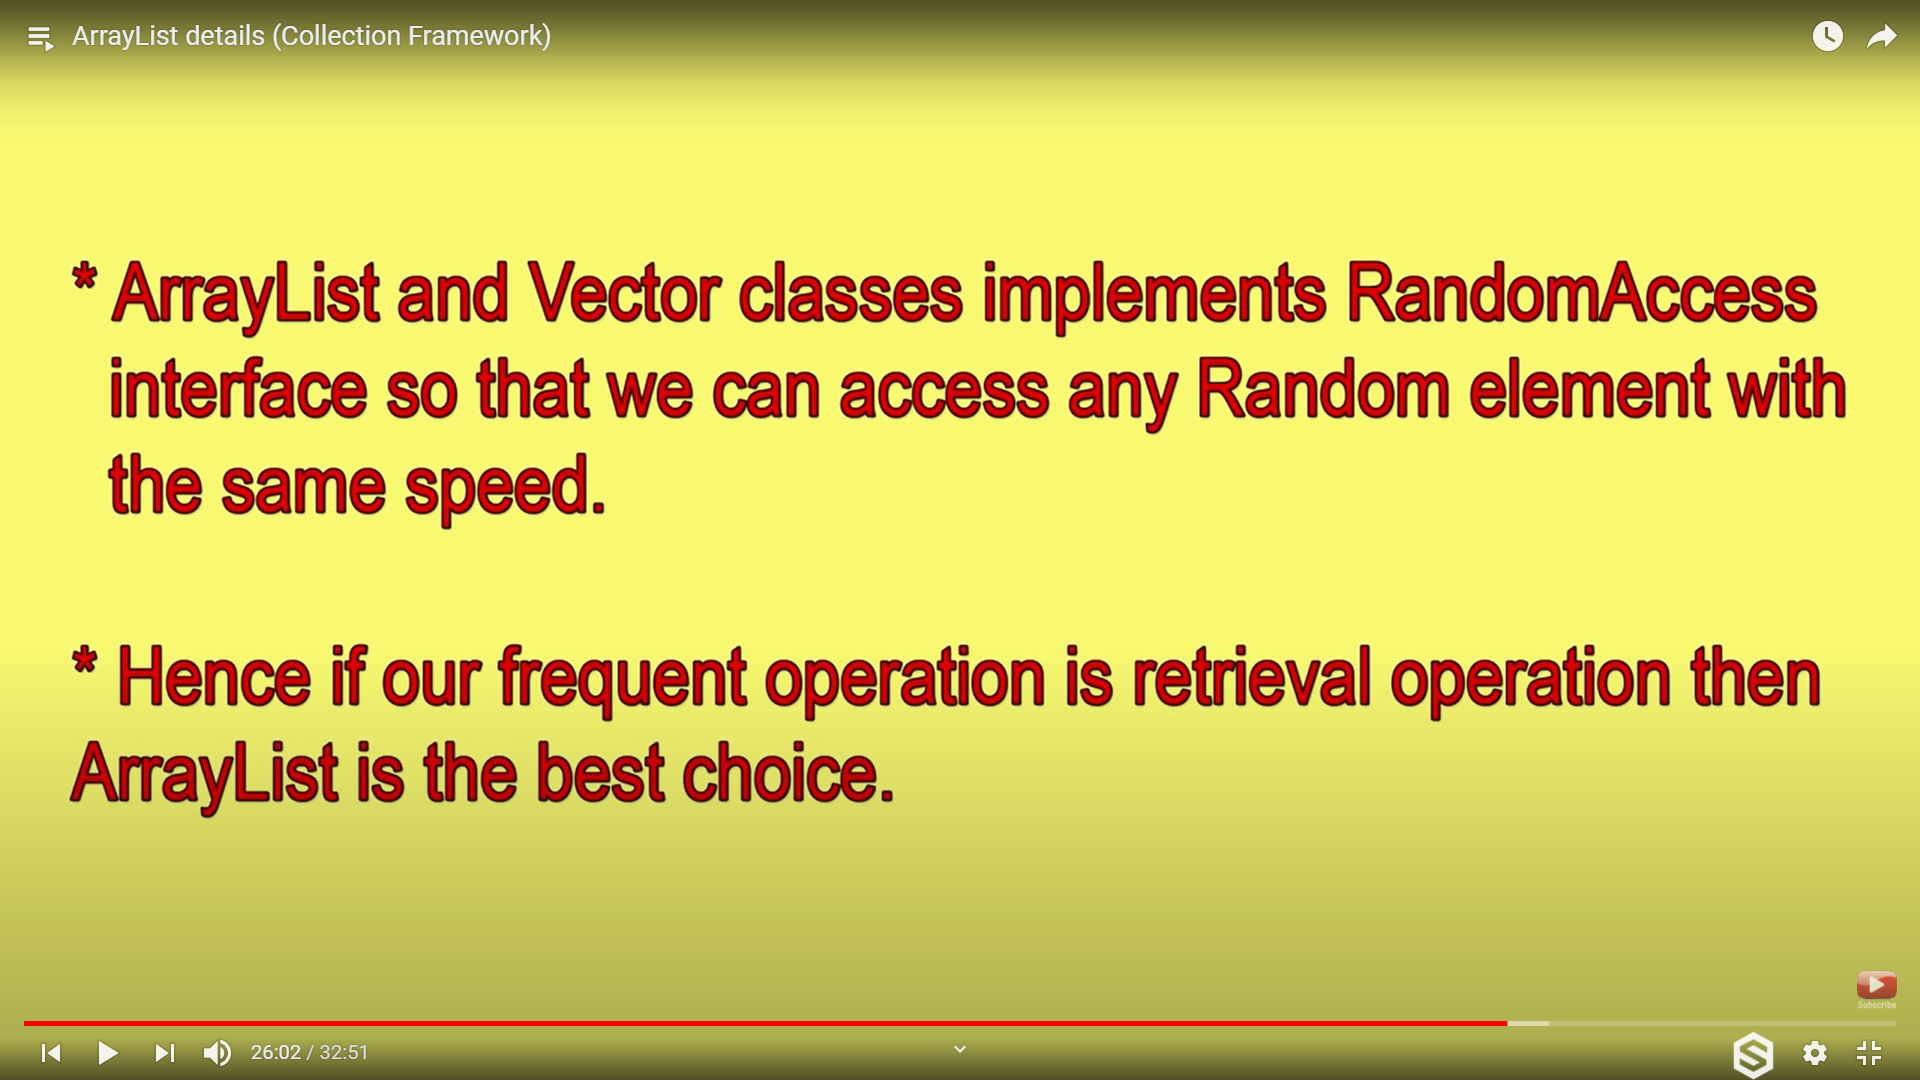 ArrayList details (Collection Framework)
* ArrayList and Vector classes implements RandomAccess
interface so that we can access any Random element with
the same speed.
* Hence if our frequent operation is retrieval operation then
ArrayList is the best choice.
Subscribe
26:02 / 32:51